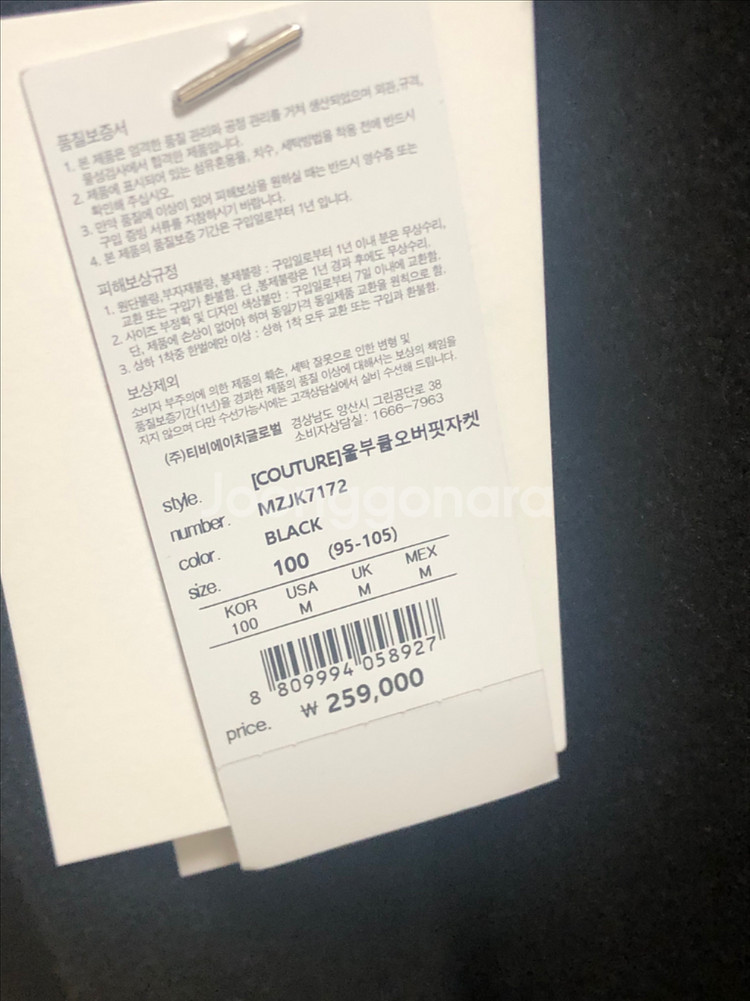 품질보증서
1. 본 제품은 엄격한 품질 관리와 공정 관리를 거쳐 생산되었으며 외관,규격,
물성검사에서 합격한 제품입니다.
2. 제품에 표시되어 있는 섬유혼용율, 치수, 세탁방법을 착용 전에 반드시
확인해 주십시오.
3. 만약 품질에 이상이 있어 피해보상을 원하실 때는 반드시 영수증 또는
구입 증빙 서류를 지참하시기 바랍니다.
4. 본 제품의 품질보증 기간은 구입일로부터 1년 입니다.
피해보상규정
1. 원단불량,부자재불량, 봉제불량 : 구입일로부터 1년 이내 분은 무상수리,
교환 또는 구입가 환불함. 단 ,봉제불량은 1년 경과 후에도 무상수리.
2. 사이즈 부정확 및 디자인 색상불만 : 구입일로부터 7일 이내에 교환함.
단, 제품에 손상이 없어야 하며 동일가격 동일제품 교환을 원칙으로 함.
3. 상하 1착중 한벌에만 이상 : 상하 1착 모두 교환 또는 구입과 환불함.
보상제외
소비자 부주의에 의한 제품의 훼손, 세탁 잘못으로 인한 변형 및
품질보증기간(1년)을 경과한 제품의 품질 이상에 대해서는 보상의 책임을
지지 않으며 다만 수선가능시에는 고객상담실에서 실비 수선해 드립니다.
(주)티비에이치글로벌 경상남도 양산시 그린공단로 38
소비자상담실: 1666-7963
style. [COUTURE]울부클오버핏자켓
number. MZJK7172
color. BLACK
size. 100 (95-105)
KOR USA UK MEX
100 M M M
8 809994 058927
price. ₩ 259,000
Joonggonara